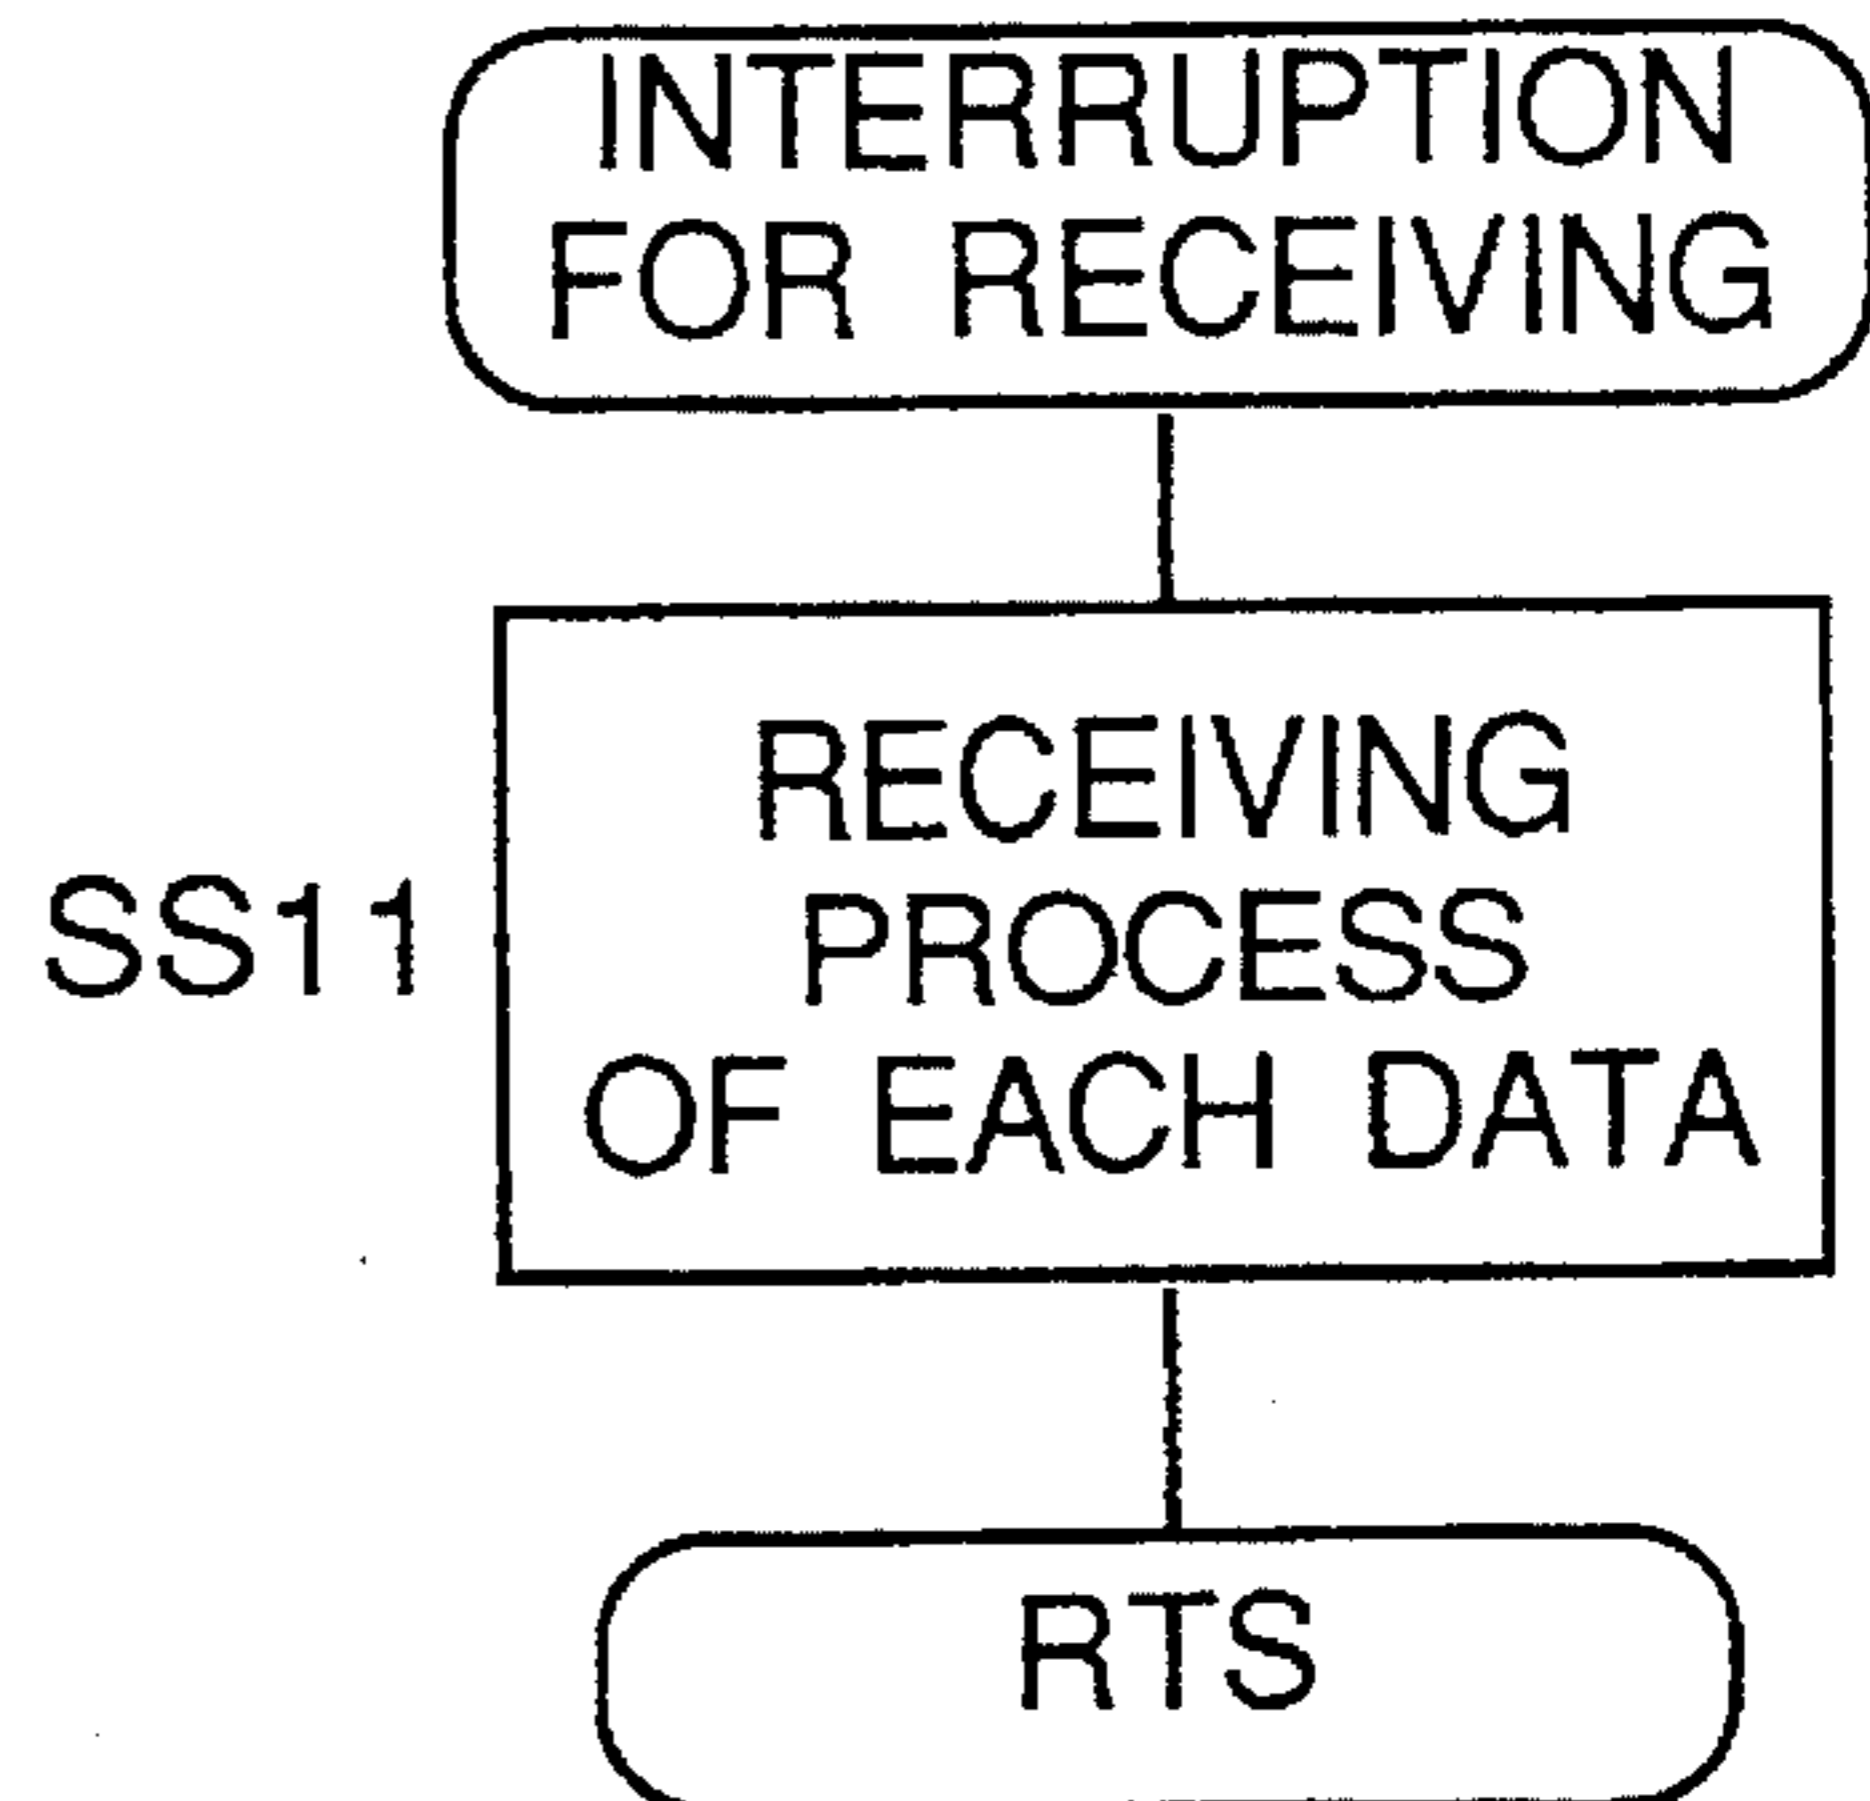 INTERRUPTION
FOR RECEIVING
RECEIVING
PROCESS
SS11
OF EACH DATA
RTS